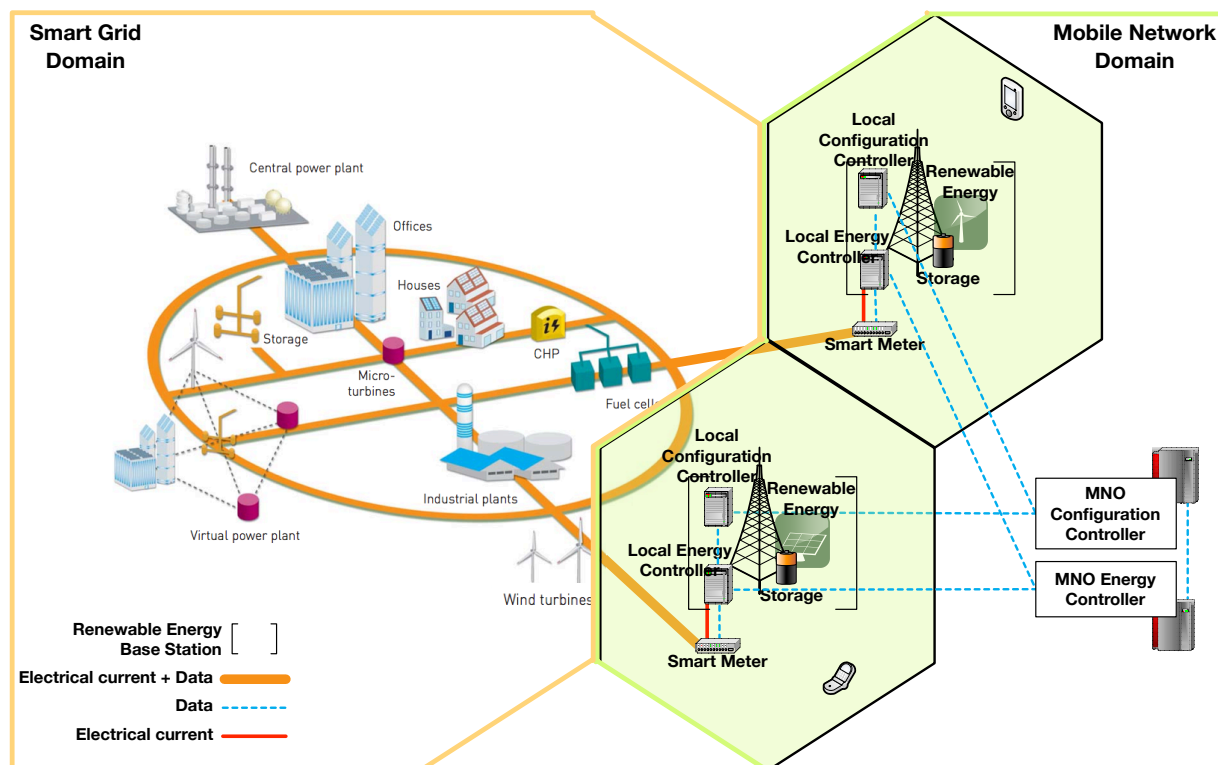 Smart Grid
Domain
Mobile Network
Domain
Central power plant
Offices
Houses
Storage
CHP
Micro-
turbines
Fuel cells
Industrial plants
Virtual power plant
Wind turbines
Local
Configuration
Controller
Renewable
Energy
Local Energy
Controller
Storage
Smart Meter
Local
Configuration
Controller
Renewable
Energy
Local Energy
Controller
Storage
Smart Meter
MNO
Configuration
Controller
MNO Energy
Controller
Renewable Energy
Base Station
Electrical current + Data
Data
Electrical current